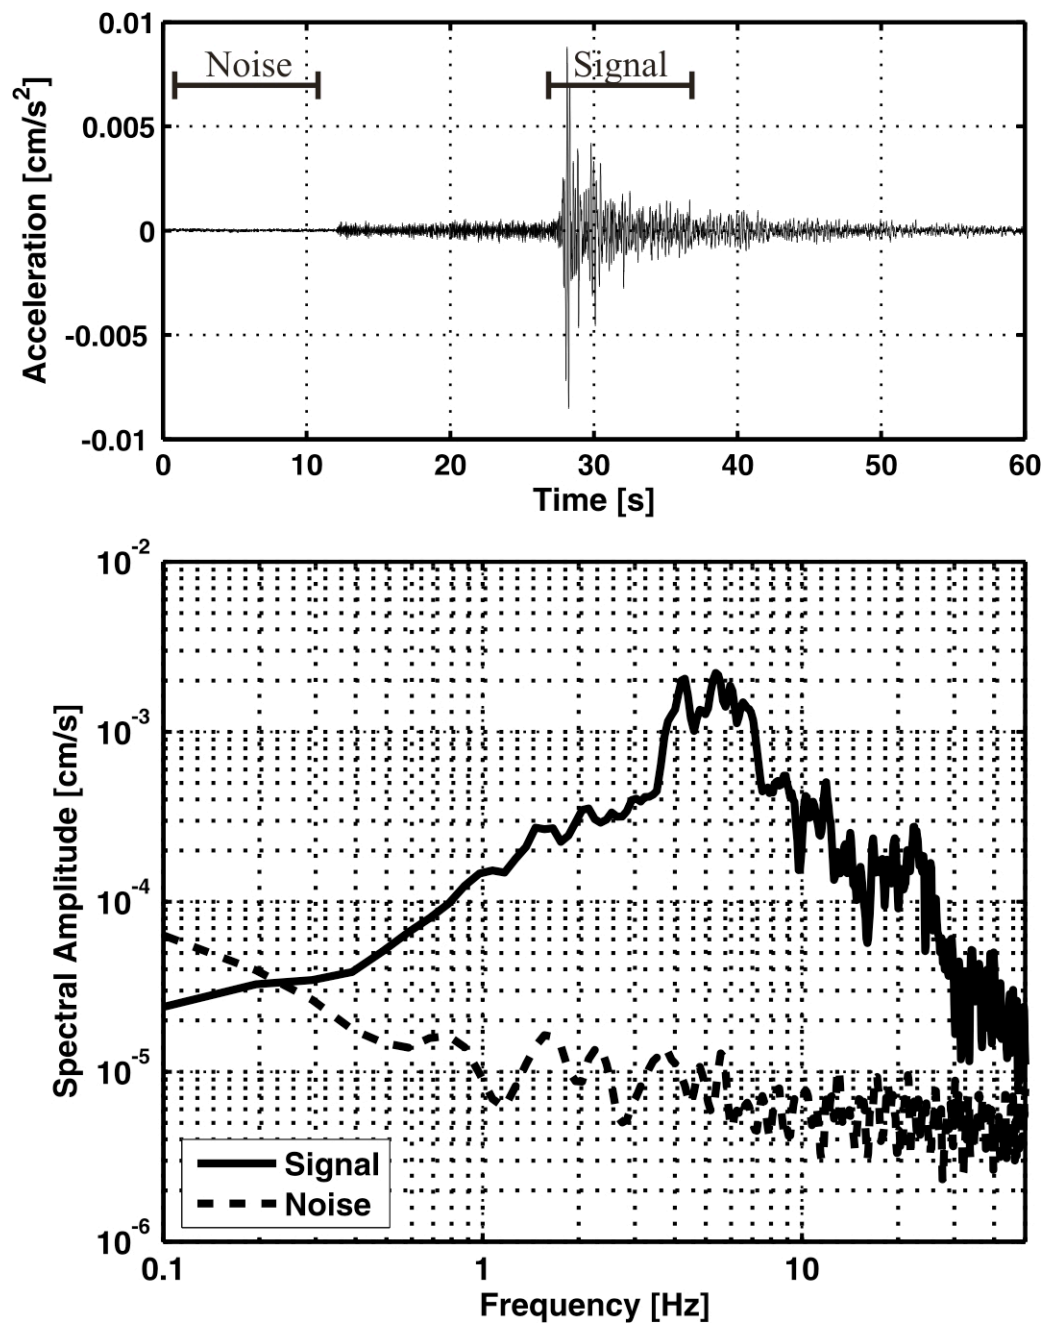 0.01
Noise
Signal
0.005
0
-0.005
-0.01
Acceleration [cm/s²]
0 10 20 30 40 50 60
Time [s]
10⁻²
10⁻³
10⁻⁴
10⁻⁵
10⁻⁶
Spectral Amplitude [cm/s]
Signal
Noise
0.1 1 10
Frequency [Hz]